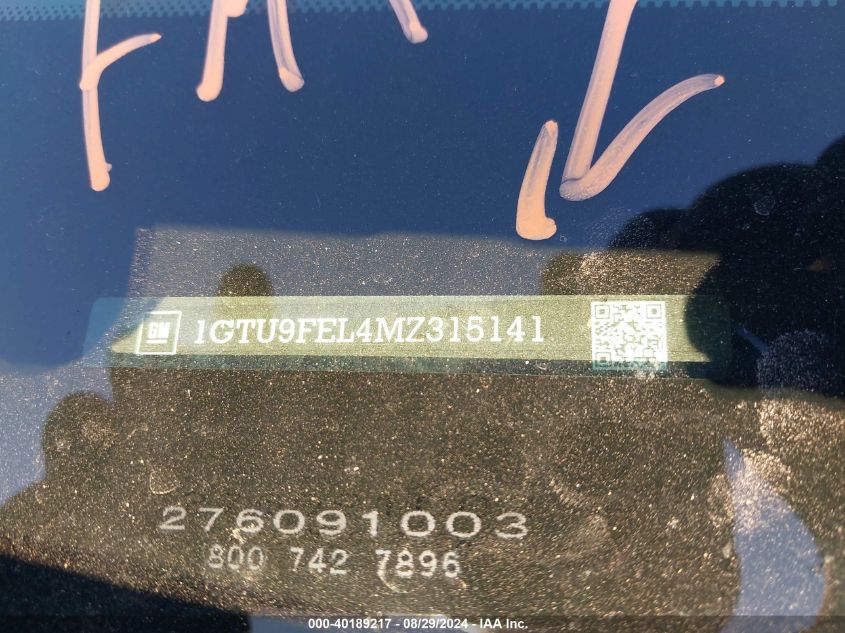 GM 1GTU9FEL4MZ315141
276091003
800 742 7896
000-40189217 - 08/29/2024 - IAA Inc.